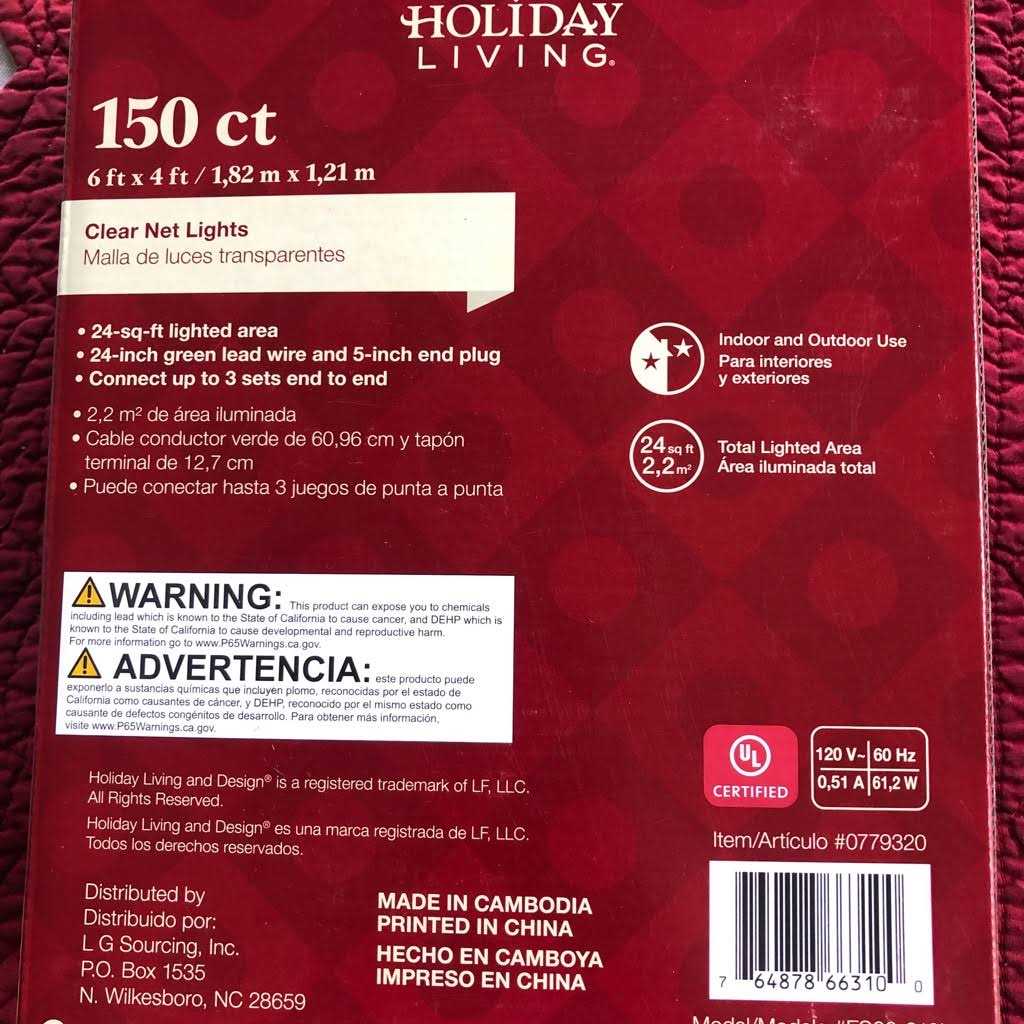 HOLIDAY
LIVING®
150 ct
6 ft x 4 ft / 1,82 m x 1,21 m
Clear Net Lights
Malla de luces transparentes
• 24-sq-ft lighted area
• 24-inch green lead wire and 5-inch end plug
• Connect up to 3 sets end to end
• 2,2 m² de área iluminada
• Cable conductor verde de 60,96 cm y tapón
terminal de 12,7 cm
• Puede conectar hasta 3 juegos de punta a punta
Indoor and Outdoor Use
Para interiores
y exteriores
24 sq ft
2,2 m²
Total Lighted Area
Área iluminada total
WARNING: This product can expose you to chemicals
including lead which is known to the State of California to cause cancer, and DEHP which is
known to the State of California to cause developmental and reproductive harm.
For more information go to www.P65Warnings.ca.gov.
ADVERTENCIA: este producto puede
exponerlo a sustancias químicas que incluyen plomo, reconocidas por el estado de
California como causantes de cáncer, y DEHP, reconocido por el mismo estado como
causante de defectos congénitos de desarrollo. Para obtener más información,
visite www.P65Warnings.ca.gov.
Holiday Living and Design® is a registered trademark of LF, LLC.
All Rights Reserved.
Holiday Living and Design® es una marca registrada de LF, LLC.
Todos los derechos reservados.
UL
CERTIFIED
120 V~ 60 Hz
0,51 A 61,2 W
Item/Artículo #0779320
Distributed by
Distribuido por:
L G Sourcing, Inc.
P.O. Box 1535
N. Wilkesboro, NC 28659
MADE IN CAMBODIA
PRINTED IN CHINA
HECHO EN CAMBOYA
IMPRESO EN CHINA
7 64878 66310 0